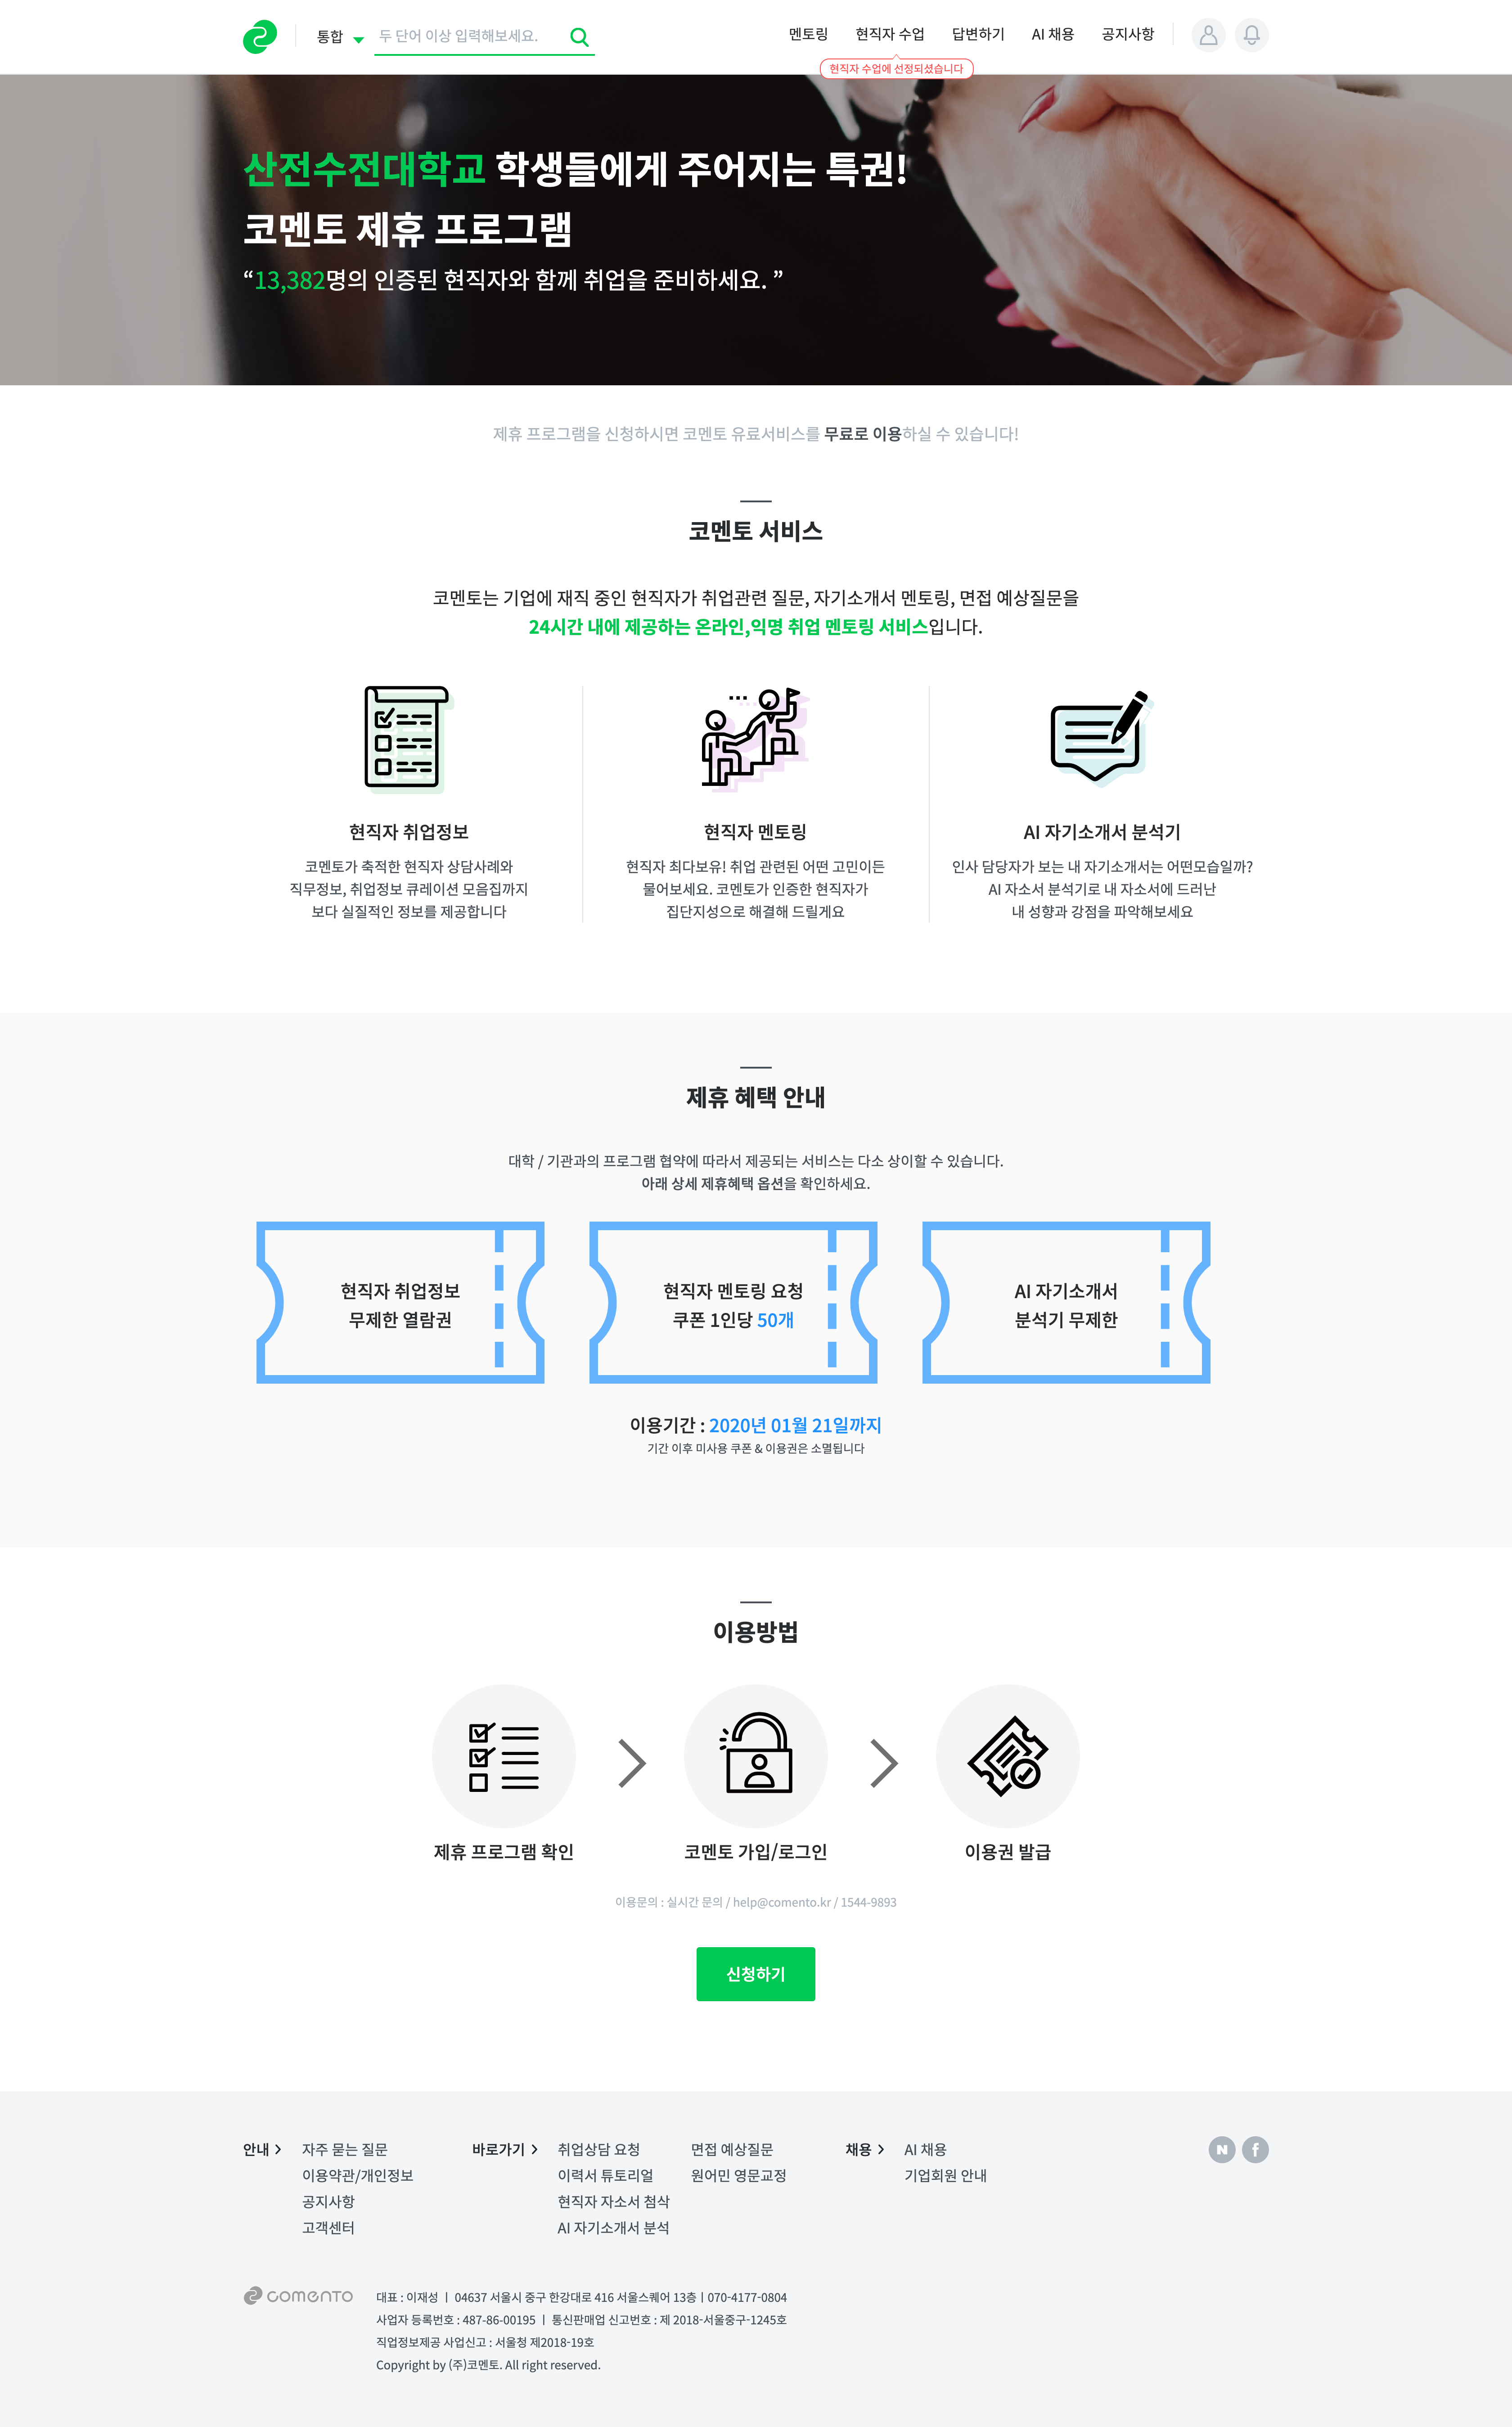 통합
두 단어 이상 입력해보세요.
멘토링
현직자 수업
답변하기
AI 채용
공지사항
현직자 수업에 선정되셨습니다
산전수전대학교 학생들에게 주어지는 특권!
코멘토 제휴 프로그램
“13,382명의 인증된 현직자와 함께 취업을 준비하세요. ”
제휴 프로그램을 신청하시면 코멘토 유료서비스를 무료로 이용하실 수 있습니다!
코멘토 서비스
코멘토는 기업에 재직 중인 현직자가 취업관련 질문, 자기소개서 멘토링, 면접 예상질문을
24시간 내에 제공하는 온라인,익명 취업 멘토링 서비스입니다.
현직자 취업정보
코멘토가 축적한 현직자 상담사례와
직무정보, 취업정보 큐레이션 모음집까지
보다 실질적인 정보를 제공합니다
현직자 멘토링
현직자 최다보유! 취업 관련된 어떤 고민이든
물어보세요. 코멘토가 인증한 현직자가
집단지성으로 해결해 드릴게요
AI 자기소개서 분석기
인사 담당자가 보는 내 자기소개서는 어떤모습일까?
AI 자소서 분석기로 내 자소서에 드러난
내 성향과 강점을 파악해보세요
제휴 혜택 안내
대학 / 기관과의 프로그램 협약에 따라서 제공되는 서비스는 다소 상이할 수 있습니다.
아래 상세 제휴혜택 옵션을 확인하세요.
현직자 취업정보
무제한 열람권
현직자 멘토링 요청
쿠폰 1인당 50개
AI 자기소개서
분석기 무제한
이용기간 : 2020년 01월 21일까지
기간 이후 미사용 쿠폰 & 이용권은 소멸됩니다
이용방법
제휴 프로그램 확인
코멘토 가입/로그인
이용권 발급
이용문의 : 실시간 문의 / help@comento.kr / 1544-9893
신청하기
안내
자주 묻는 질문
이용약관/개인정보
공지사항
고객센터
바로가기
취업상담 요청
이력서 튜토리얼
현직자 자소서 첨삭
AI 자기소개서 분석
면접 예상질문
원어민 영문교정
채용
AI 채용
기업회원 안내
N f
comento
대표 : 이재성 ㅣ 04637 서울시 중구 한강대로 416 서울스퀘어 13층ㅣ070-4177-0804
사업자 등록번호 : 487-86-00195 ㅣ 통신판매업 신고번호 : 제 2018-서울중구-1245호
직업정보제공 사업신고 : 서울청 제2018-19호
Copyright by (주)코멘토. All right reserved.